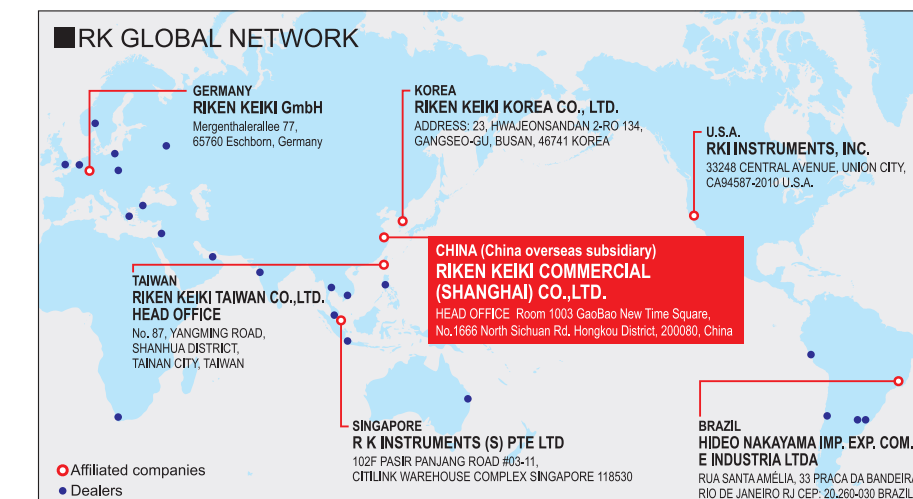 RK GLOBAL NETWORK
GERMANY
RIKEN KEIKI GmbH
Mergenthalerallee 77,
65760 Eschborn, Germany
KOREA
RIKEN KEIKI KOREA CO., LTD.
ADDRESS: 23, HWAJEONSANDAN 2-RO 134,
GANGSEO-GU, BUSAN, 46741 KOREA
U.S.A.
RKI INSTRUMENTS, INC.
33248 CENTRAL AVENUE, UNION CITY,
CA94587-2010 U.S.A.
CHINA (China overseas subsidiary)
RIKEN KEIKI COMMERCIAL
(SHANGHAI) CO.,LTD.
HEAD OFFICE Room 1003 GaoBao New Time Square,
No.1666 North Sichuan Rd. Hongkou District, 200080, China
TAIWAN
RIKEN KEIKI TAIWAN CO.,LTD.
HEAD OFFICE
No. 87, YANGMING ROAD,
SHANHUA DISTRICT,
TAINAN CITY, TAIWAN
SINGAPORE
R K INSTRUMENTS (S) PTE LTD
102F PASIR PANJANG ROAD #03-11,
CITILINK WAREHOUSE COMPLEX SINGAPORE 118530
BRAZIL
HIDEO NAKAYAMA IMP. EXP. COM.
E INDUSTRIA LTDA
RUA SANTA AMÉLIA, 33 PRACA DA BANDEIRA
RIO DE JANEIRO RJ CEP: 20.260-030 BRAZIL
Affiliated companies
Dealers